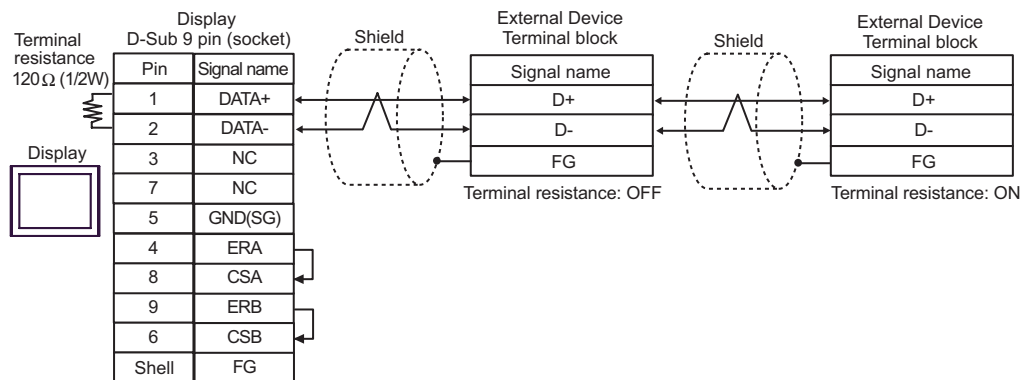 Terminal
resistance
120Ω (1/2W)
Display
D-Sub 9 pin (socket)
Pin Signal name
1 DATA+
2 DATA-
3 NC
7 NC
5 GND(SG)
4 ERA
8 CSA
9 ERB
6 CSB
Shell FG
Display
Shield
External Device
Terminal block
Signal name
D+
D-
FG
Terminal resistance: OFF
Shield
External Device
Terminal block
Signal name
D+
D-
FG
Terminal resistance: ON